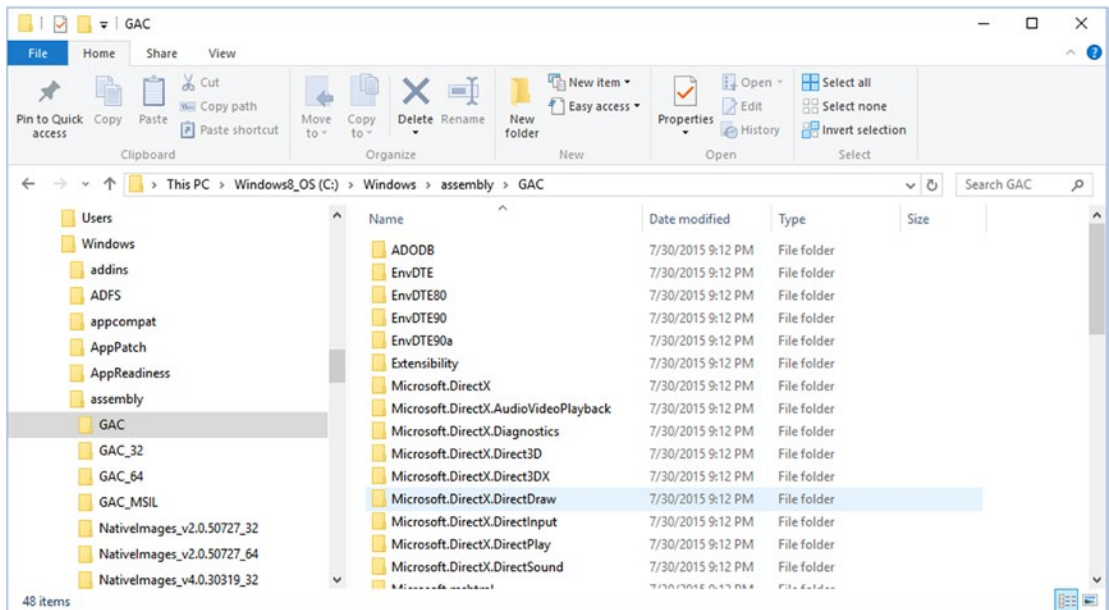 GAC
File Home Share View
Pin to Quick access
Copy
Paste
Cut
Copy path
Paste shortcut
Clipboard
Move to
Copy to
Delete
Rename
Organize
New folder
New item
Easy access
New
Properties
Open
Edit
History
Open
Select all
Select none
Invert selection
Select
This PC > Windows8_OS (C:) > Windows > assembly > GAC
Search GAC
Users
Windows
addins
ADFS
appcompat
AppPatch
AppReadiness
assembly
GAC
GAC_32
GAC_64
GAC_MSIL
NativeImages_v2.0.50727_32
NativeImages_v2.0.50727_64
NativeImages_v4.0.30319_32
Name Date modified Type Size
ADODB 7/30/2015 9:12 PM File folder
EnvDTE 7/30/2015 9:12 PM File folder
EnvDTE80 7/30/2015 9:12 PM File folder
EnvDTE90 7/30/2015 9:12 PM File folder
EnvDTE90a 7/30/2015 9:12 PM File folder
Extensibility 7/30/2015 9:12 PM File folder
Microsoft.DirectX 7/30/2015 9:12 PM File folder
Microsoft.DirectX.AudioVideoPlayback 7/30/2015 9:12 PM File folder
Microsoft.DirectX.Diagnostics 7/30/2015 9:12 PM File folder
Microsoft.DirectX.Direct3D 7/30/2015 9:12 PM File folder
Microsoft.DirectX.Direct3DX 7/30/2015 9:12 PM File folder
Microsoft.DirectX.DirectDraw 7/30/2015 9:12 PM File folder
Microsoft.DirectX.DirectInput 7/30/2015 9:12 PM File folder
Microsoft.DirectX.DirectPlay 7/30/2015 9:12 PM File folder
Microsoft.DirectX.DirectSound 7/30/2015 9:12 PM File folder
48 items